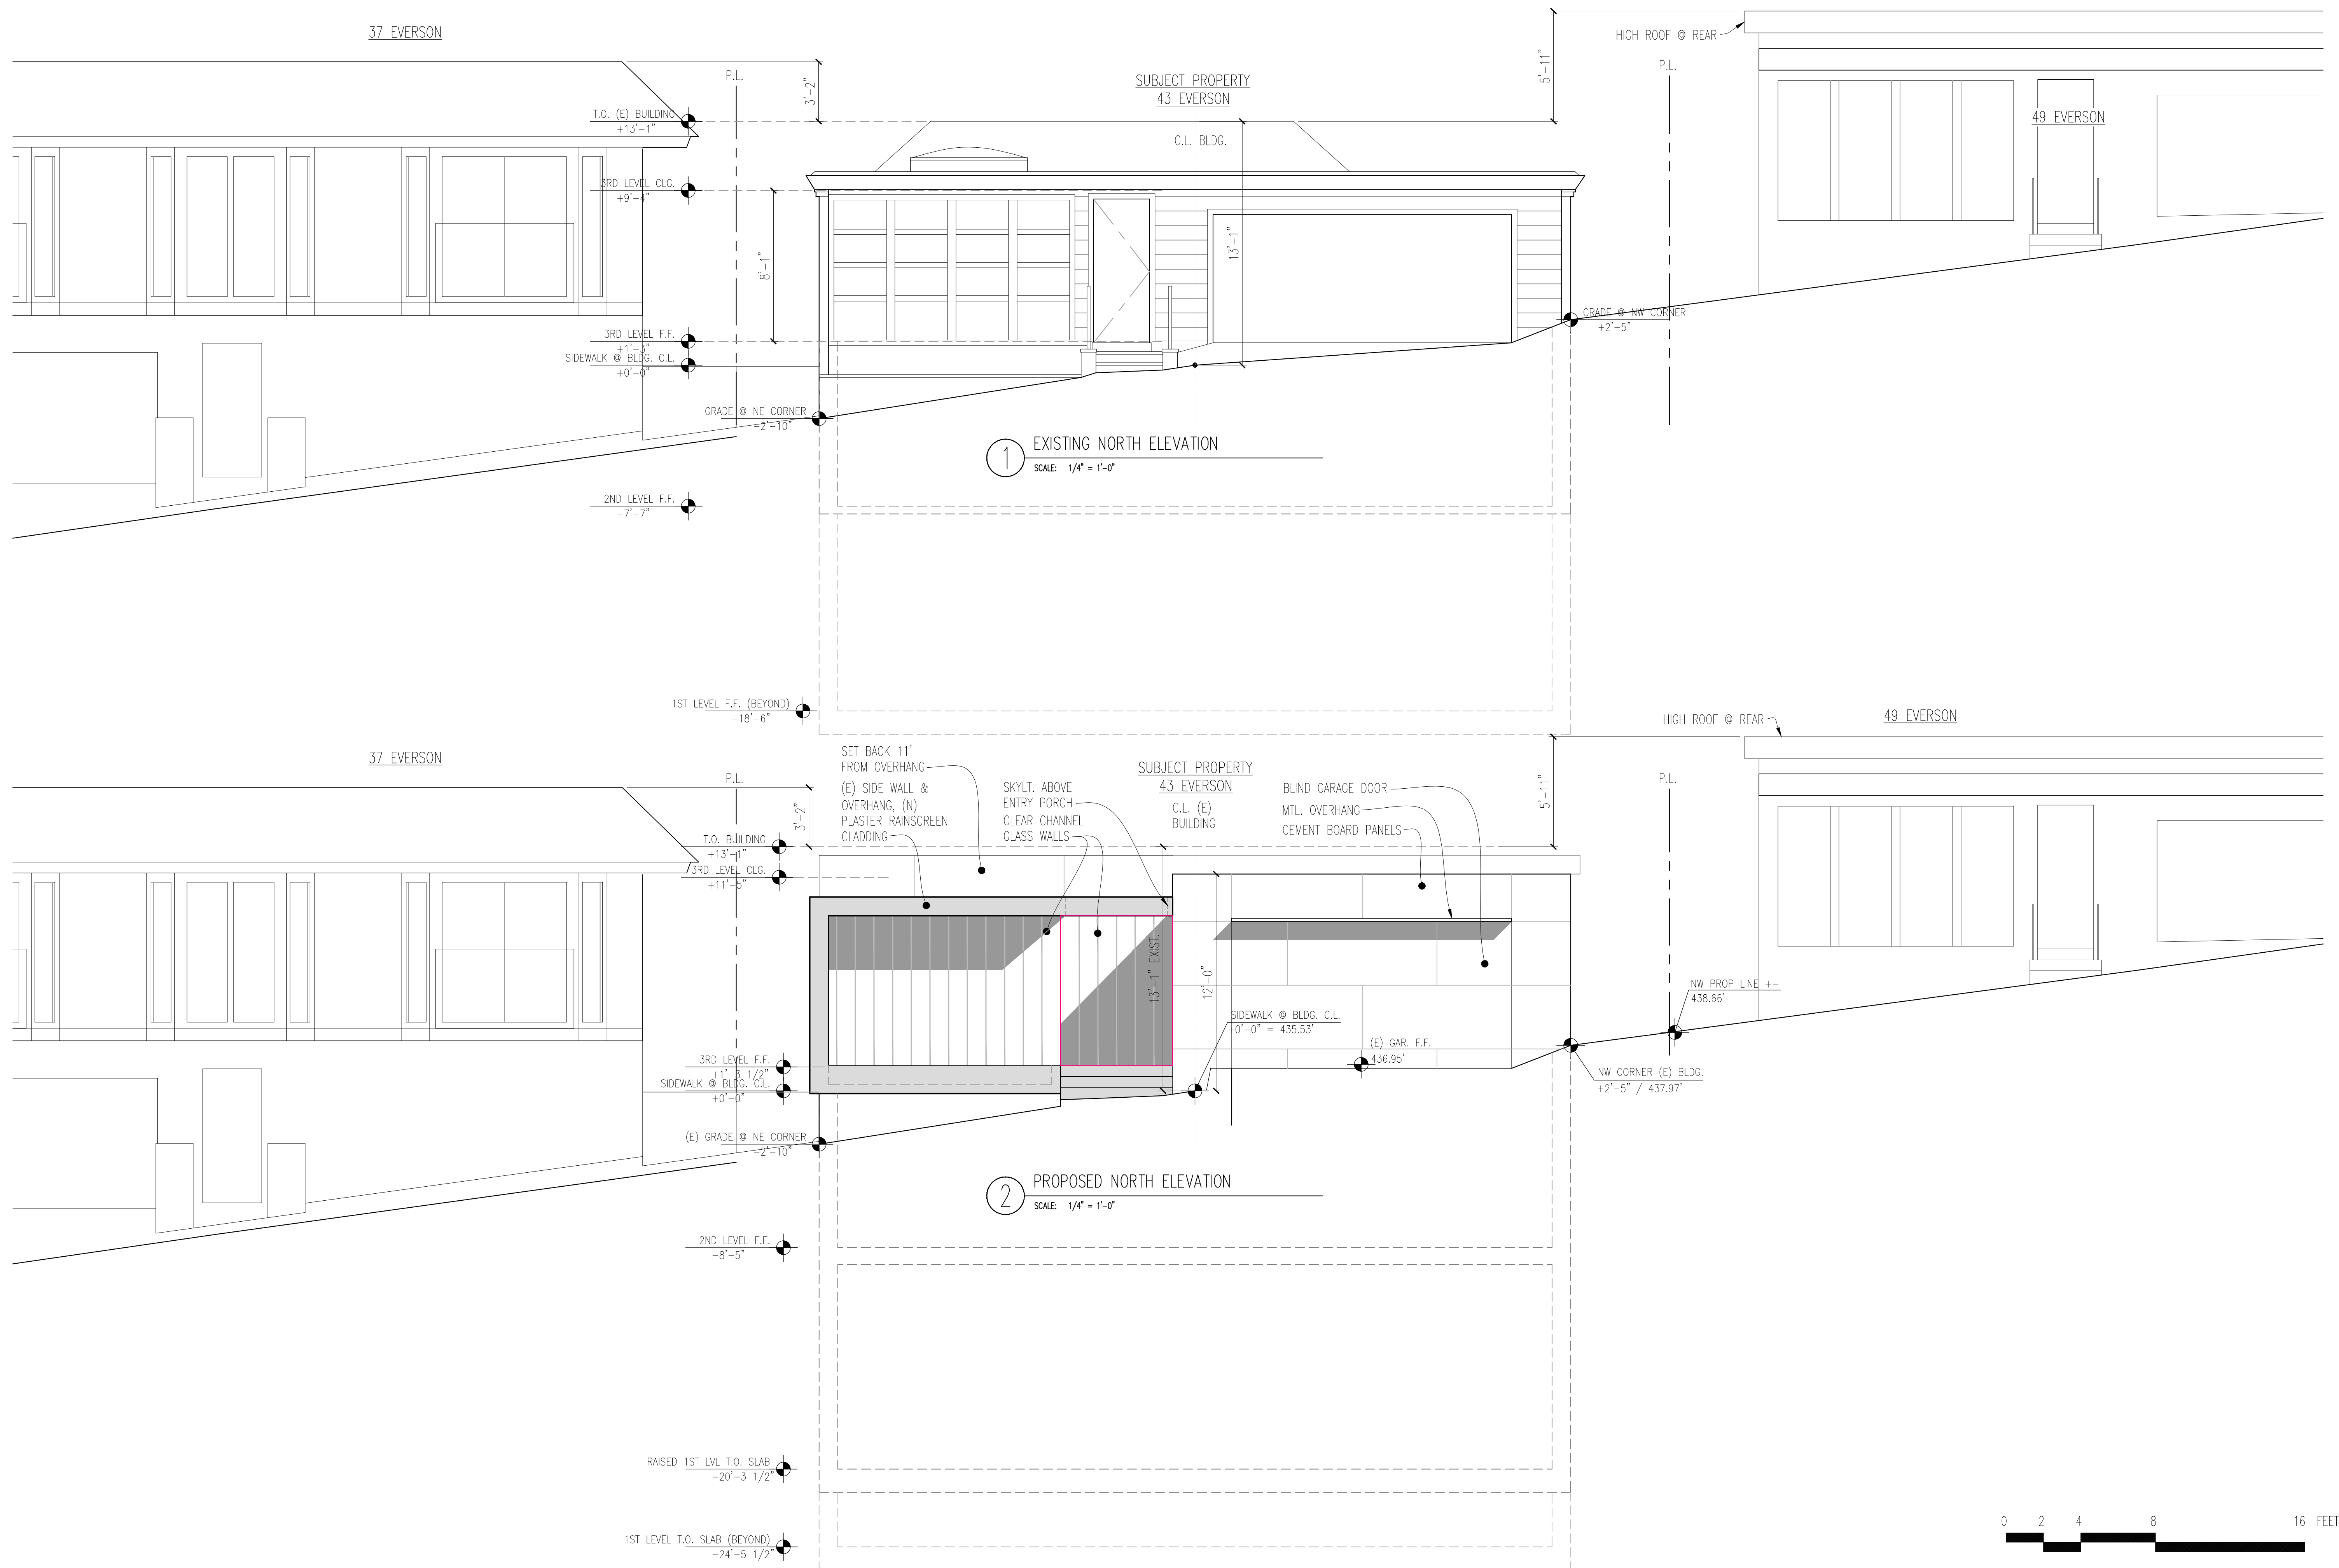 37 EVERSON
P.L.
3'-2"
SUBJECT PROPERTY
43 EVERSON
C.L. BLDG.
5'-11"
HIGH ROOF @ REAR
P.L.
49 EVERSON
T.O. (E) BUILDING
+13'-1"
3RD LEVEL CLG.
+9'-4"
8'-1"
13'-1"
3RD LEVEL F.F.
+1'-3"
SIDEWALK @ BLDG. C.L.
+0'-0"
GRADE @ NW CORNER
+2'-5"
GRADE @ NE CORNER
-2'-10"
1
EXISTING NORTH ELEVATION
SCALE: 1/4" = 1'-0"
2ND LEVEL F.F.
-7'-7"
1ST LEVEL F.F. (BEYOND)
-18'-6"
37 EVERSON
P.L.
3'-2"
SET BACK 11'
FROM OVERHANG
(E) SIDE WALL &
OVERHANG, (N)
PLASTER RAINSCREEN
CLADDING
SKYLT. ABOVE
ENTRY PORCH
CLEAR CHANNEL
GLASS WALLS
SUBJECT PROPERTY
43 EVERSON
C.L. (E)
BUILDING
BLIND GARAGE DOOR
MTL. OVERHANG
CEMENT BOARD PANELS
5'-11"
HIGH ROOF @ REAR
49 EVERSON
P.L.
T.O. BUILDING
+13'-1"
3RD LEVEL CLG.
+11'-5"
13'-1" EXIST.
12'-0"
SIDEWALK @ BLDG. C.L.
+0'-0" = 435.53'
(E) GAR. F.F.
436.95'
NW PROP LINE +-
438.66'
NW CORNER (E) BLDG.
+2'-5" / 437.97'
3RD LEVEL F.F.
+1'-3 1/2"
SIDEWALK @ BLDG. C.L.
+0'-0"
(E) GRADE @ NE CORNER
-2'-10"
2
PROPOSED NORTH ELEVATION
SCALE: 1/4" = 1'-0"
2ND LEVEL F.F.
-8'-5"
RAISED 1ST LVL T.O. SLAB
-20'-3 1/2"
1ST LEVEL T.O. SLAB (BEYOND)
-24'-5 1/2"
0 2 4 8 16 FEET